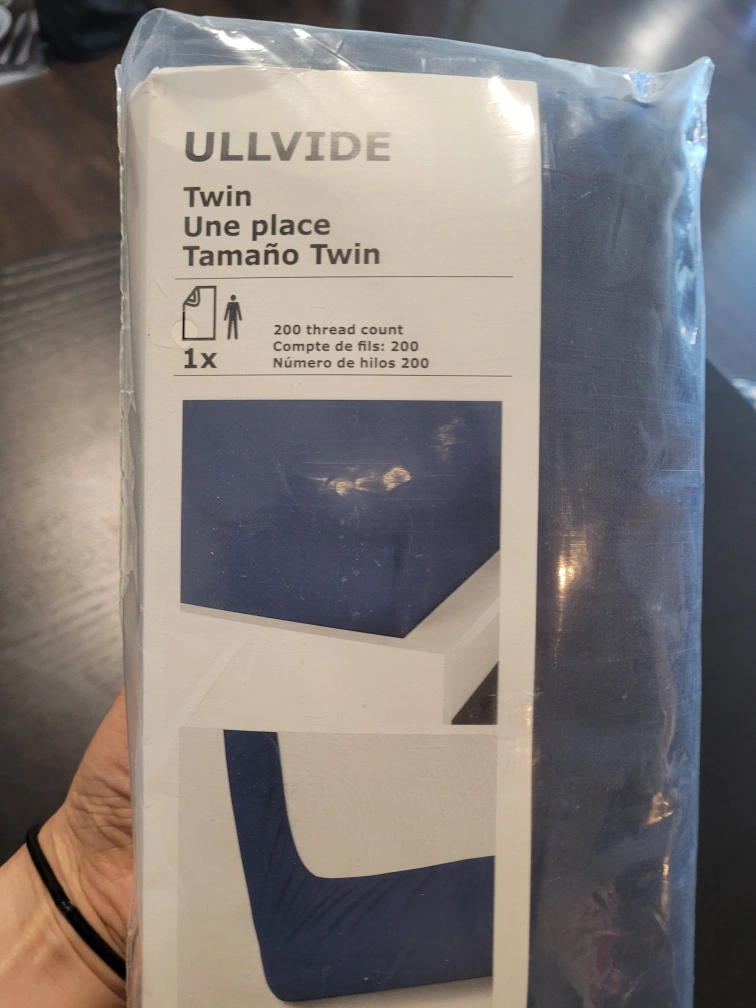 ULLVIDE
Twin
Une place
Tamaño Twin
1x
200 thread count
Compte de fils: 200
Número de hilos 200